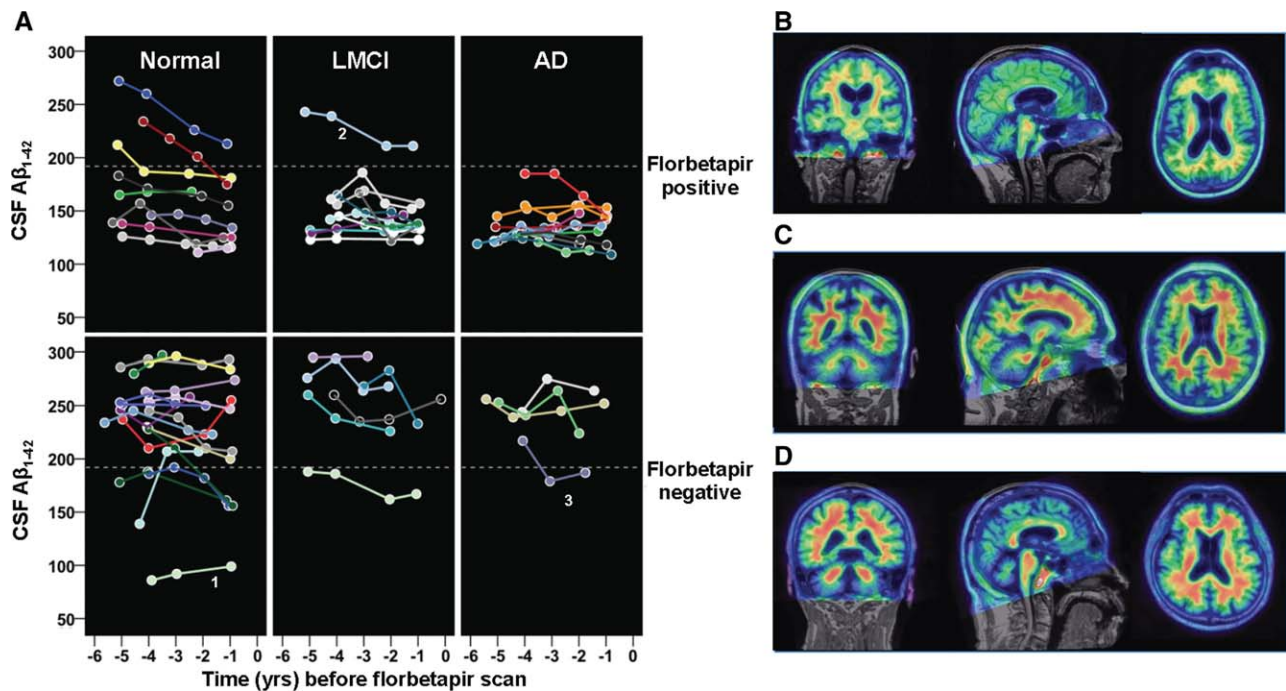 A
Normal
LMCI
AD
CSF Aβ1-42
300
250
200
150
100
50
2
Florbetapir
positive
CSF Aβ1-42
300
250
200
150
100
50
1
3
Florbetapir
negative
-6 -5 -4 -3 -2 -1 0
-6 -5 -4 -3 -2 -1 0
-6 -5 -4 -3 -2 -1 0
Time (yrs) before florbetapir scan
B
C
D